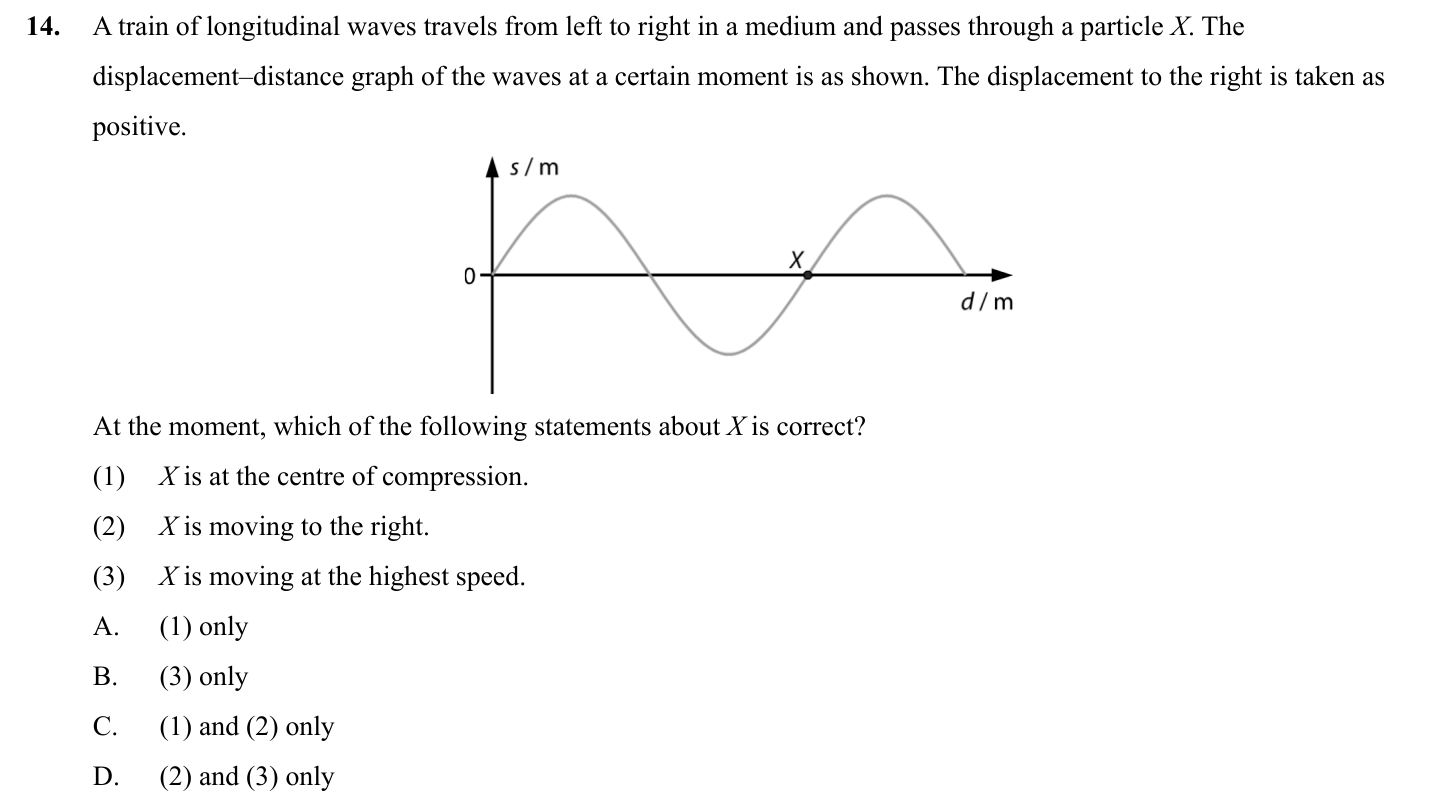 14. A train of longitudinal waves travels from left to right in a medium and passes through a particle X. The
displacement–distance graph of the waves at a certain moment is as shown. The displacement to the right is taken as
positive.
s / m
X
0
d / m
At the moment, which of the following statements about X is correct?
(1) X is at the centre of compression.
(2) X is moving to the right.
(3) X is moving at the highest speed.
A. (1) only
B. (3) only
C. (1) and (2) only
D. (2) and (3) only